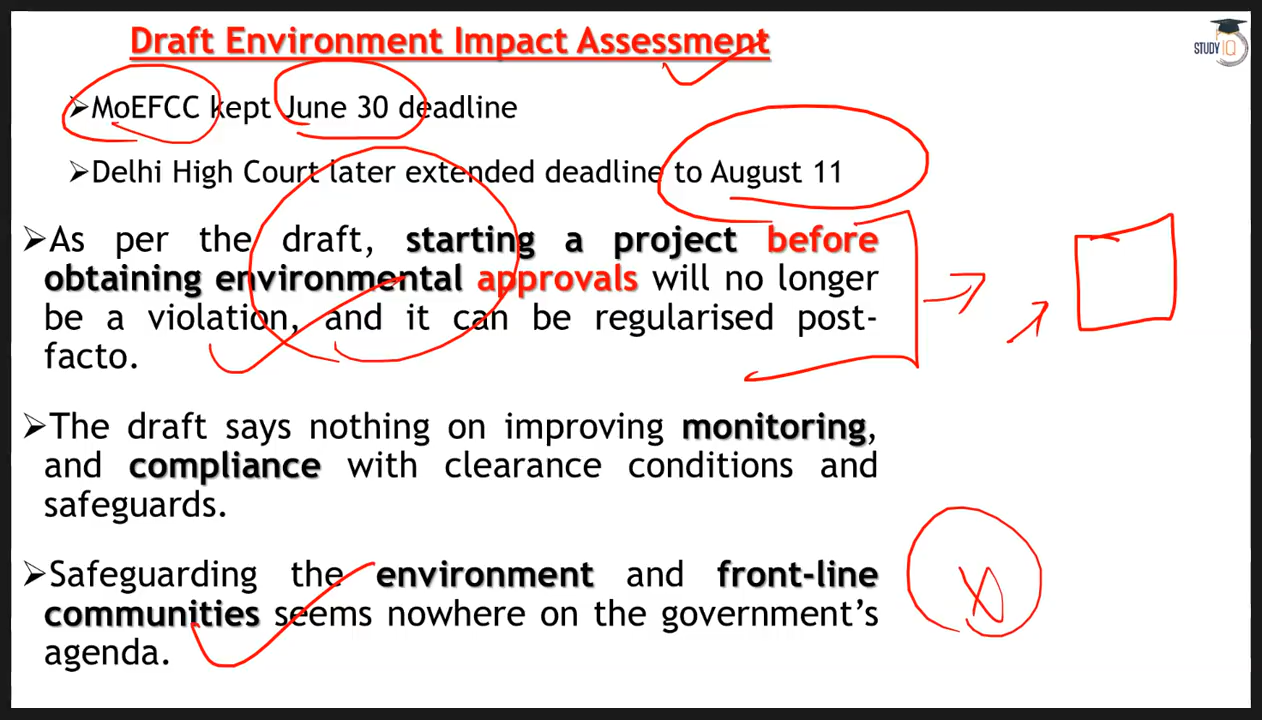 Draft Environment Impact Assessment
STUDY IQ
➢MoEFCC kept June 30 deadline
➢Delhi High Court later extended deadline to August 11
➢As per the draft, starting a project before
obtaining environmental approvals will no longer
be a violation, and it can be regularised post-
facto.
➢The draft says nothing on improving monitoring,
and compliance with clearance conditions and
safeguards.
➢Safeguarding the environment and front-line
communities seems nowhere on the government’s
agenda.